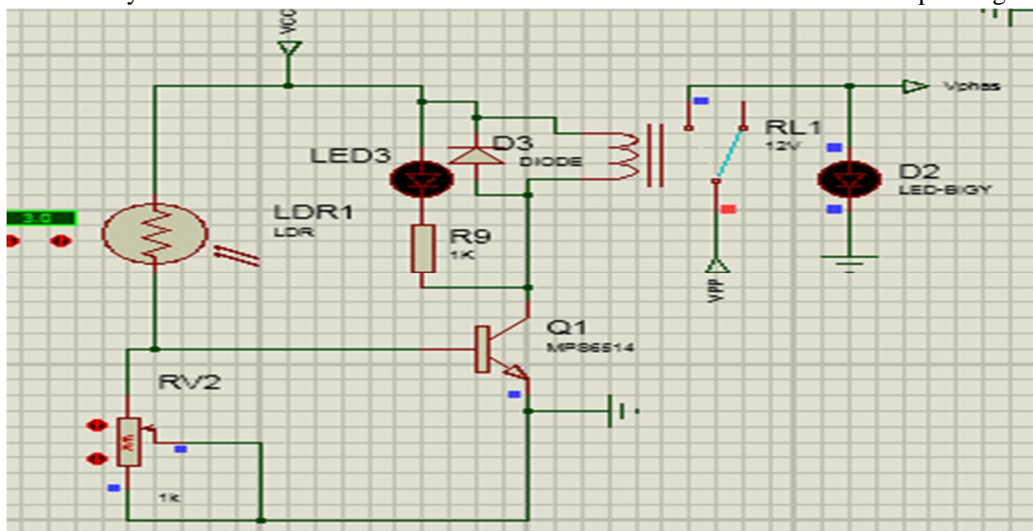 VCC
Vphas
D3
DIODE
RL1
12V
LED3
D2
LED-BIGY
3.0
LDR1
LDR
R9
1K
VPP
Q1
MPS6514
RV2
1k